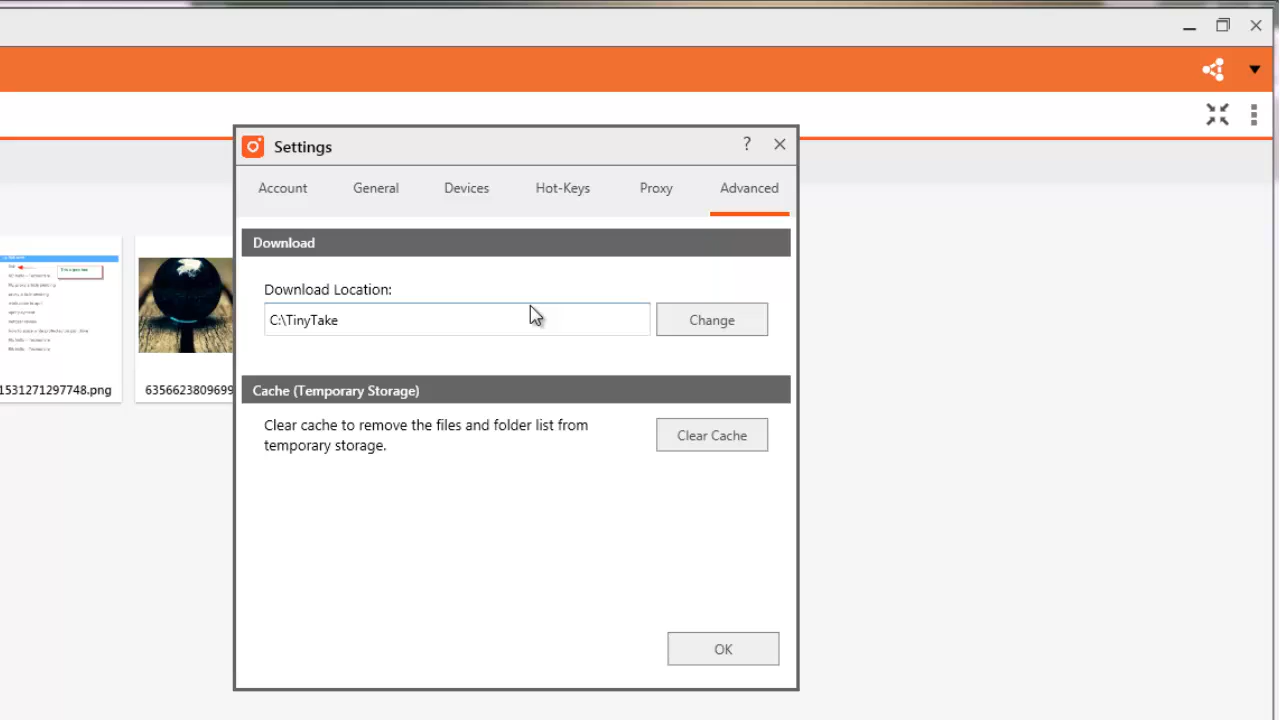 Settings
?
Account
General
Devices
Hot-Keys
Proxy
Advanced
Download
Download Location:
C:\TinyTake
Change
1531271297748.png
6356623809699
Cache (Temporary Storage)
Clear cache to remove the files and folder list from
temporary storage.
Clear Cache
OK